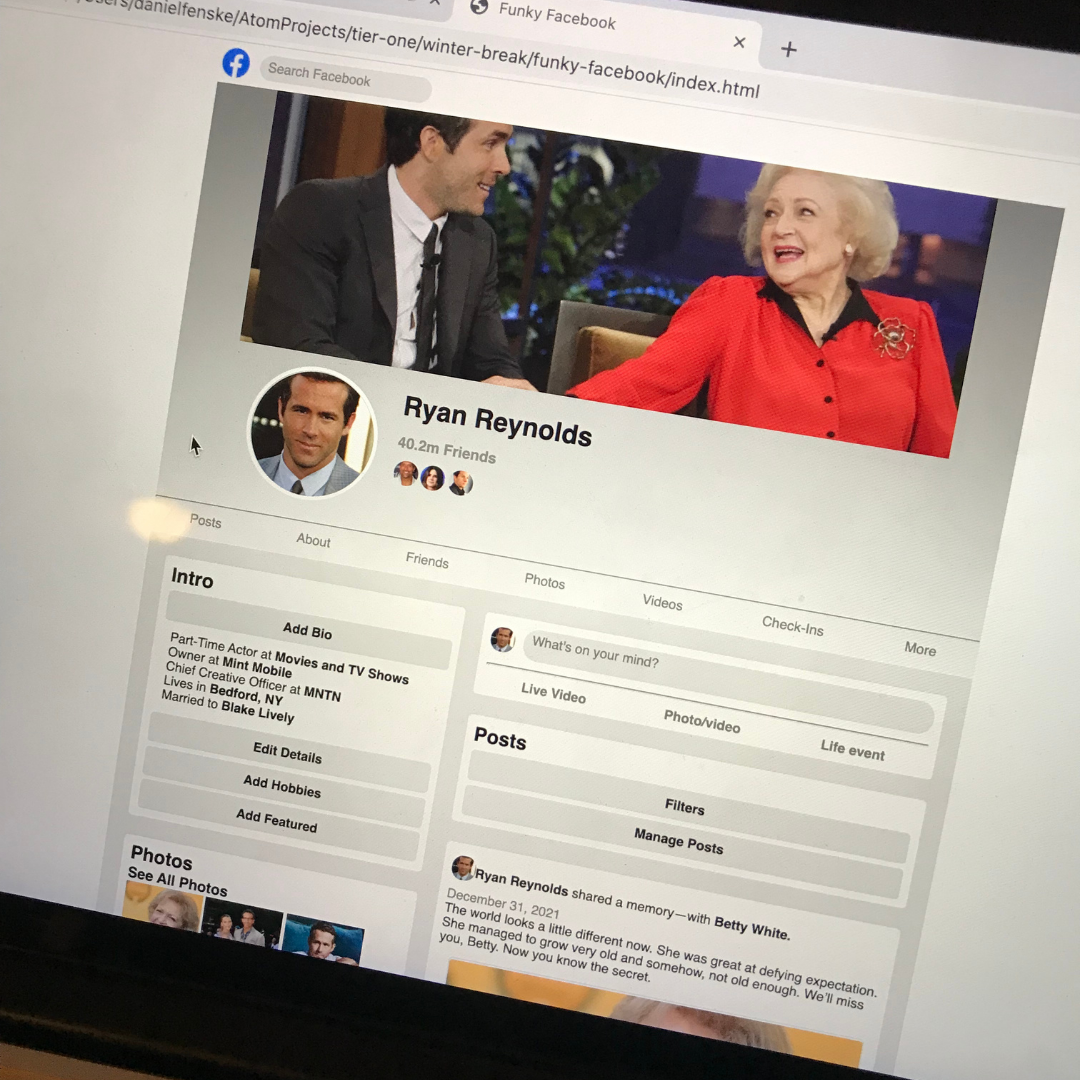 Funky Facebook
/danielfenske/AtomProjects/tier-one/winter-break/funky-facebook/index.html
Search Facebook
Ryan Reynolds
40.2m Friends
Posts
About
Friends
Photos
Videos
Check-Ins
More
Intro
Add Bio
Part-Time Actor at Movies and TV Shows
Owner at Mint Mobile
Chief Creative Officer at MNTN
Lives in Bedford, NY
Married to Blake Lively
Edit Details
Add Hobbies
Add Featured
Photos
See All Photos
What's on your mind?
Live Video
Photo/video
Life event
Posts
Filters
Manage Posts
Ryan Reynolds shared a memory—with Betty White.
December 31, 2021
The world looks a little different now. She was great at defying expectation.
She managed to grow very old and somehow, not old enough. We'll miss
you, Betty. Now you know the secret.